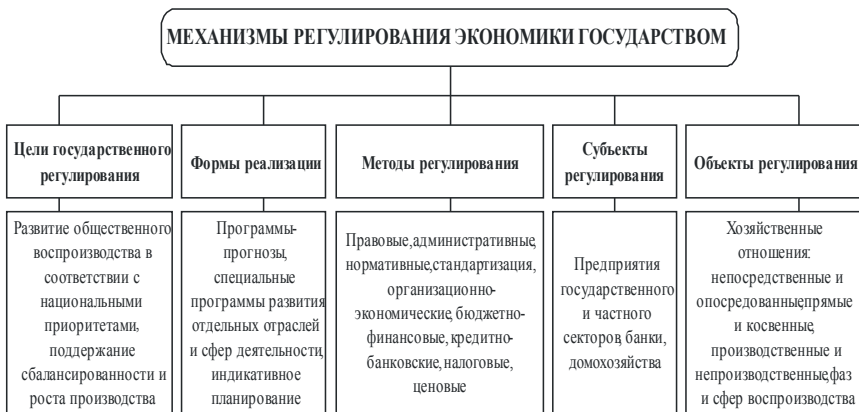 МЕХАНИЗМЫ РЕГУЛИРОВАНИЯ ЭКОНОМИКИ ГОСУДАРСТВОМ
Цели государственного
регулирования
Развитие общественного
воспроизводства в
соответствии с
национальными
приоритетами,
поддержание
сбалансированности и
роста производства
Формы реализации
Программы-
прогнозы,
специальные
программы развития
отдельных отраслей
и сфер деятельности,
индикативное
планирование
Методы регулирования
Правовые,административные,
нормативные,стандартизация,
организационно-
экономические, бюджетно-
финансовые, кредитно-
банковские, налоговые,
ценовые
Субъекты
регулирования
Предприятия
государственного
и частного
секторов, банки,
домохозяйства
Объекты регулирования
Хозяйственные
отношения:
непосредственные и
опосредованные,прямые
и косвенные,
производственные и
непроизводственные,фаз
и сфер воспроизводства